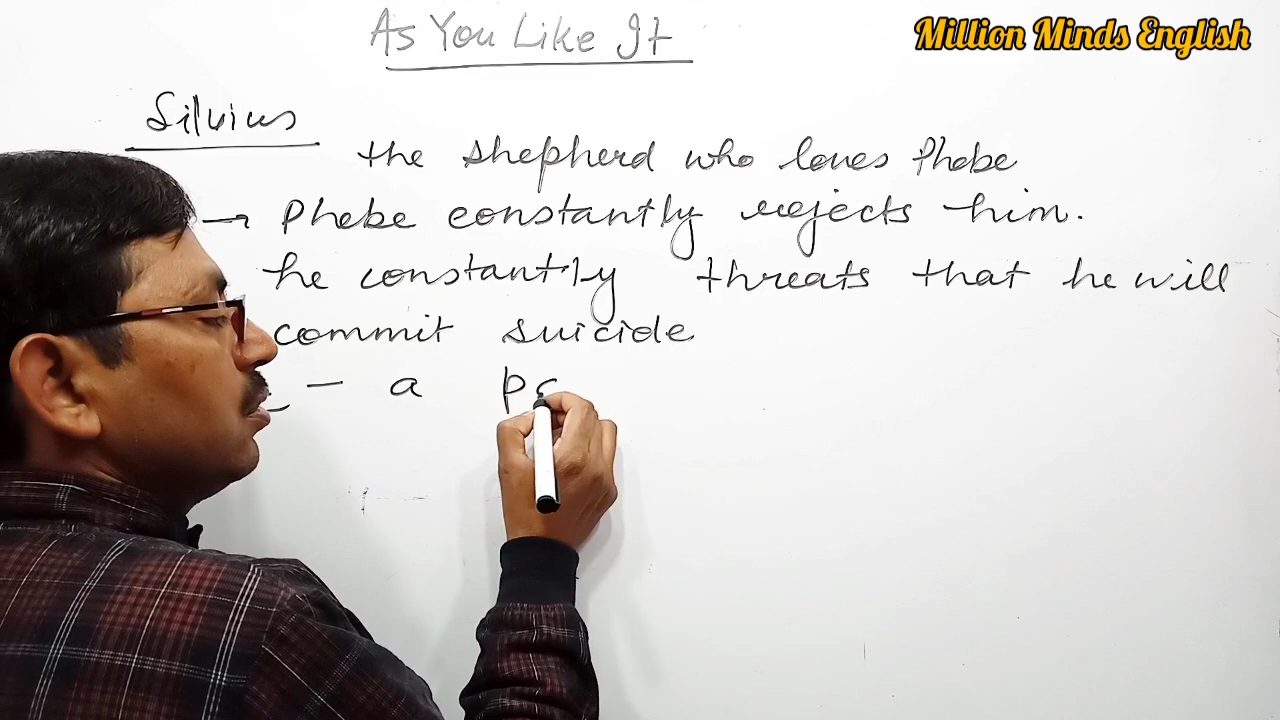 As You Like It
Million Minds English
Silvius
the shepherd who loves Phebe
→ Phebe constantly rejects him.
he constantly threats that he will
commit suicide
- a